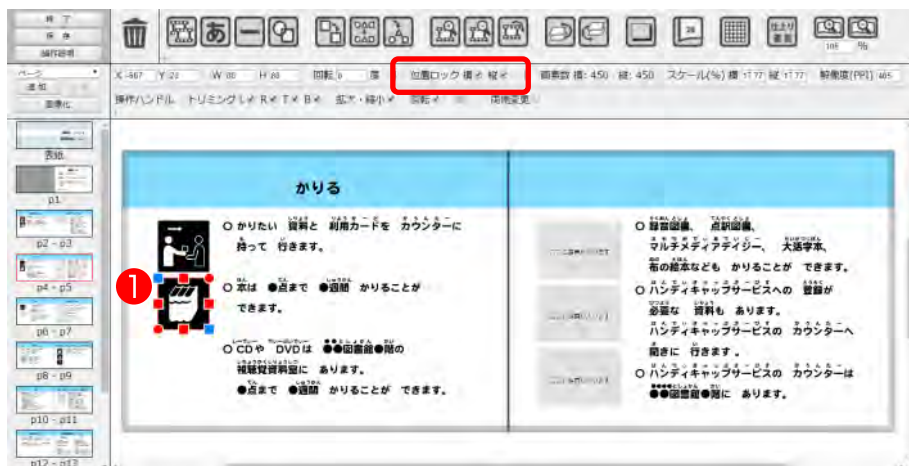 終了
保存
操作説明
ページ
追加
画像化
あ
仕上り
書裏
105 %
X -867 Y 20 W 80 H 80 回転 0 度 位置ロック 横 縦 画素数 横: 450 縦: 450 スケール(%) 横 17.77 縦 17.77 解像度(PPI) 405
操作ハンドル トリミング L R T B 拡大・縮小 回転 両端変更
表紙
p1
p2 - p3
p4 - p5
p6 - p7
p8 - p9
p10 - p11
p12 - p13
1
かりる
○ かりたい 資料と 利用カードを カウンターに
持って 行きます。
○ 本は ●点まで ●週間 かりることが
できます。
○ CDや DVDは ●●図書館●階の
視聴覚資料室に あります。
●点まで ●週間 かりることが できます。
○ 録音図書、 点訳図書、
マルチメディアデイジー、 大活字本、
布の絵本なども かりることが できます。
○ ハンディキャップサービスへの 登録が
必要な 資料も あります。
ハンディキャップサービスの カウンターへ
聞きに 行きます。
○ ハンディキャップサービスの カウンターは
●●図書館●階に あります。